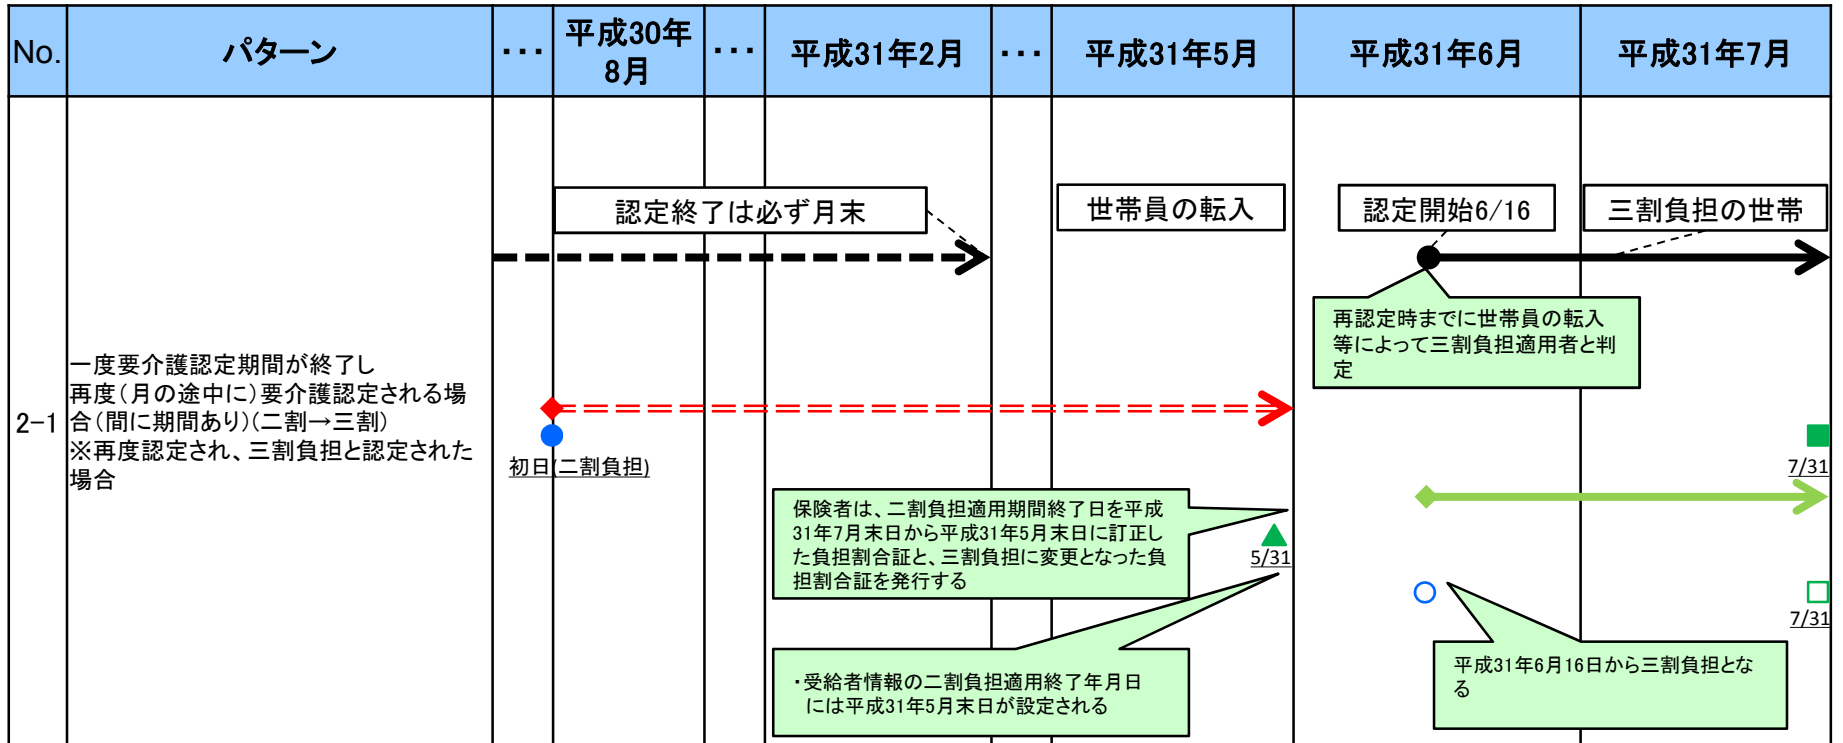 No.
パターン
･･･
平成30年
8月
･･･
平成31年2月
･･･
平成31年5月
平成31年6月
平成31年7月
認定終了は必ず月末
世帯員の転入
認定開始6/16
三割負担の世帯
再認定時までに世帯員の転入
等によって三割負担適用者と判
定
2-1
一度要介護認定期間が終了し
再度(月の途中に)要介護認定される場
合(間に期間あり)(二割→三割)
※再度認定され、三割負担と認定された
場合
初日(二割負担)
7/31
保険者は、二割負担適用期間終了日を平成
31年7月末日から平成31年5月末日に訂正し
た負担割合証と、三割負担に変更となった負
担割合証を発行する
5/31
7/31
・受給者情報の二割負担適用終了年月日
には平成31年5月末日が設定される
平成31年6月16日から三割負担とな
る